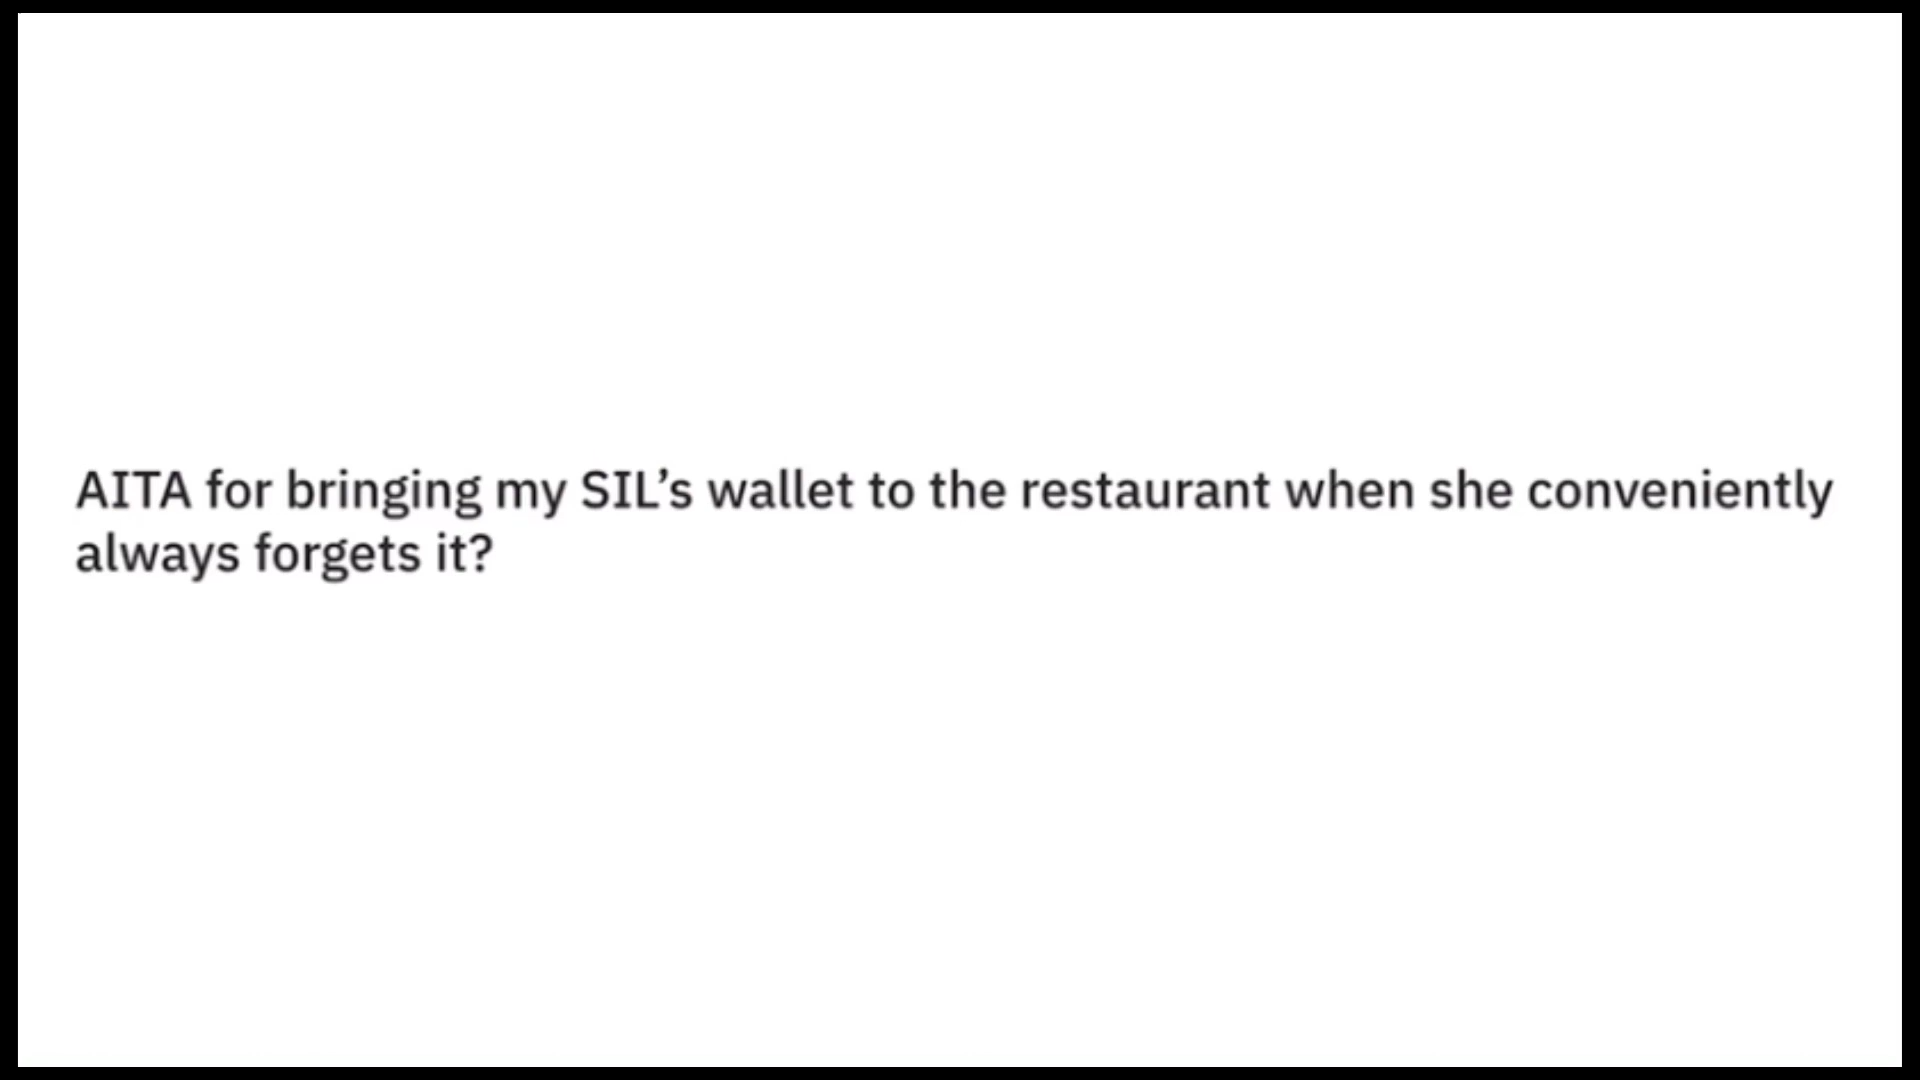 AITA for bringing my SIL’s wallet to the restaurant when she conveniently
always forgets it?